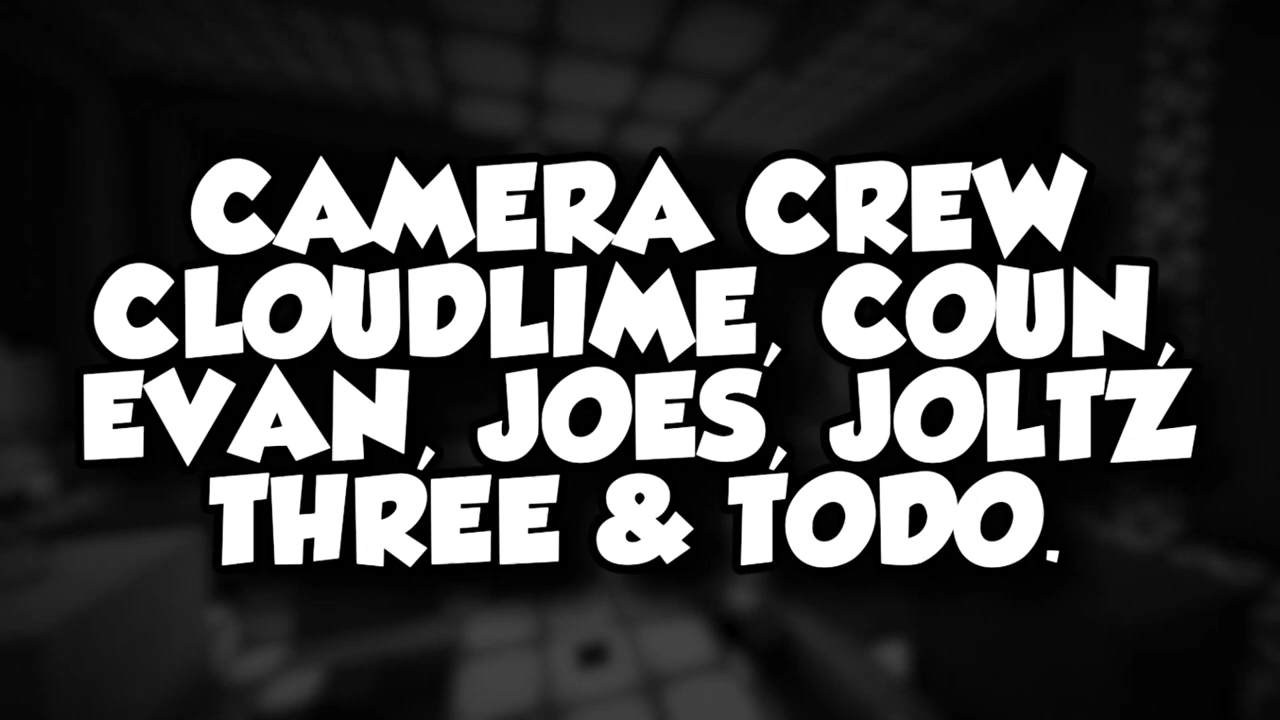 CAMERA CREW
CLOUDLIME, COUN,
EVAN, JOES, JOLTZ
THREE & TODO.